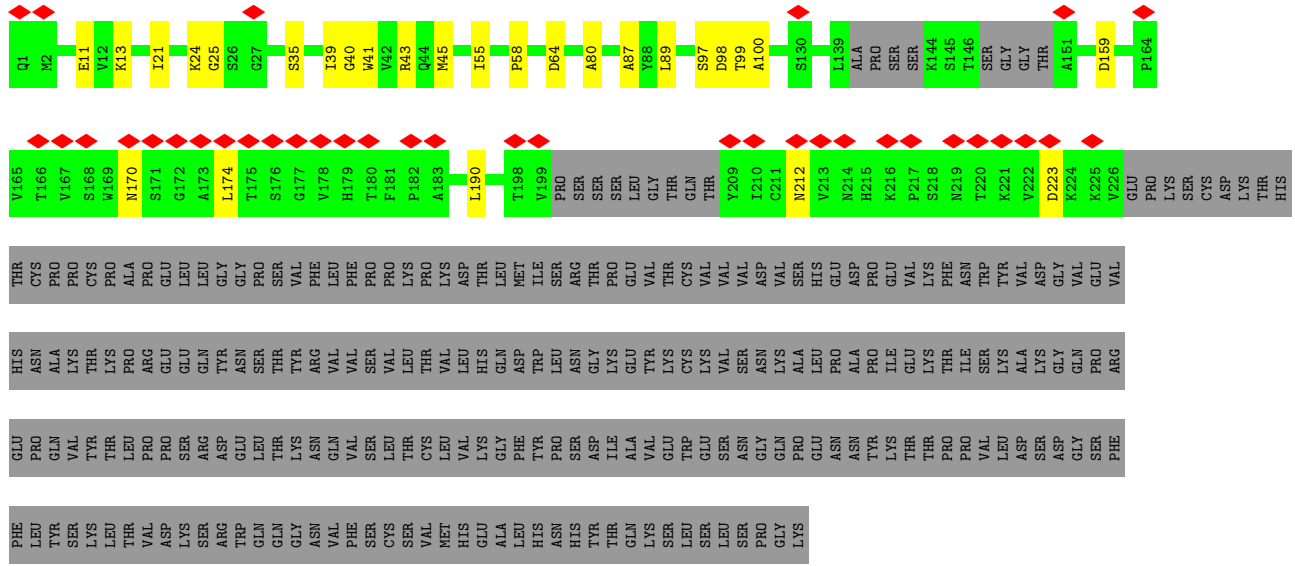 Q1 M2 E11 V12 K13 I21 K24 G25 S26 G27 S35 I39 G40 W41 V42 R43 Q44 M45 I55 P58 D64 A80 A87 Y88 L89 S97 D98 T99 A100 S130 L139 ALA PRO SER SER K144 S145 T146 SER GLY GLY THR A151 D159 P164
V165 T166 V167 S168 W169 N170 S171 G172 A173 L174 T175 S176 G177 V178 H179 T180 F181 P182 A183 L190 T198 V199 PRO SER SER SER LEU GLY THR GLN THR Y209 I210 C211 N212 V213 N214 H215 K216 P217 S218 N219 T220 K221 V222 D223 K224 K225 V226 GLU PRO LYS SER CYS ASP LYS THR HIS
THR CYS PRO PRO CYS PRO ALA PRO GLU LEU LEU GLY GLY PRO SER VAL PHE LEU PHE PRO PRO LYS PRO LYS ASP THR LEU MET ILE SER ARG THR PRO GLU VAL THR CYS VAL VAL VAL ASP VAL SER HIS GLU ASP PRO GLU VAL LYS PHE ASN TRP TYR VAL ASP GLY VAL GLU VAL
HIS ASN ALA LYS THR LYS PRO ARG GLU GLU GLN TYR ASN SER THR TYR ARG VAL VAL SER VAL LEU THR VAL LEU HIS GLN ASP TRP LEU ASN GLY LYS GLU TYR LYS CYS LYS VAL SER ASN LYS ALA LEU PRO ALA PRO ILE GLU LYS THR ILE SER LYS ALA LYS GLY GLN PRO ARG
GLU PRO GLN VAL TYR THR LEU PRO PRO SER ARG ASP GLU LEU THR LYS ASN GLN VAL SER LEU THR CYS LEU VAL LYS GLY PHE TYR PRO SER ASP ILE ALA VAL GLU TRP GLU SER ASN GLY GLN PRO GLU ASN ASN TYR LYS THR THR PRO PRO VAL LEU ASP SER ASP GLY SER PHE
PHE LEU TYR SER LYS LEU THR VAL ASP LYS SER ARG TRP GLN GLN GLY ASN VAL PHE SER CYS SER VAL MET HIS GLU ALA LEU HIS ASN HIS TYR THR GLN LYS SER LEU SER LEU SER PRO GLY LYS